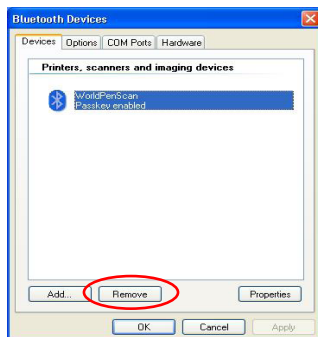 Bluetooth Devices
Devices Options COM Ports Hardware
Printers, scanners and imaging devices
WorldPenScan
Passkey enabled
Add... Remove Properties
OK Cancel Apply